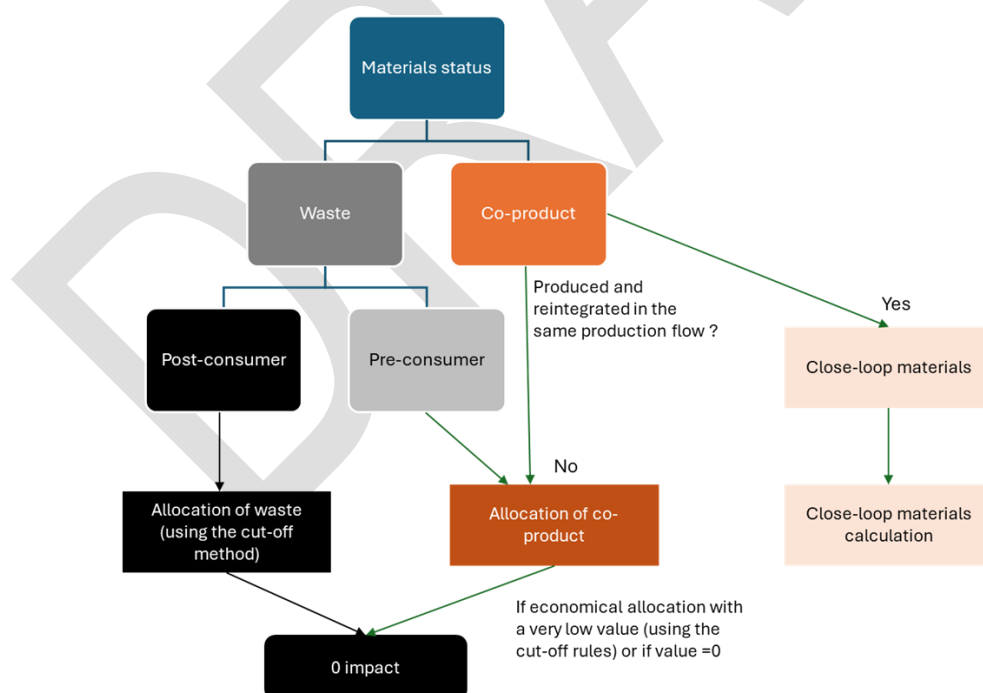 Materials status
Waste
Co-product
Produced and
reintegrated in the
same production flow ?
Yes
Post-consumer
Pre-consumer
Close-loop materials
No
Allocation of waste
(using the cut-off
method)
Allocation of co-
product
Close-loop materials
calculation
If economical allocation with
a very low value (using the
cut-off rules) or if value =0
0 impact
DRA